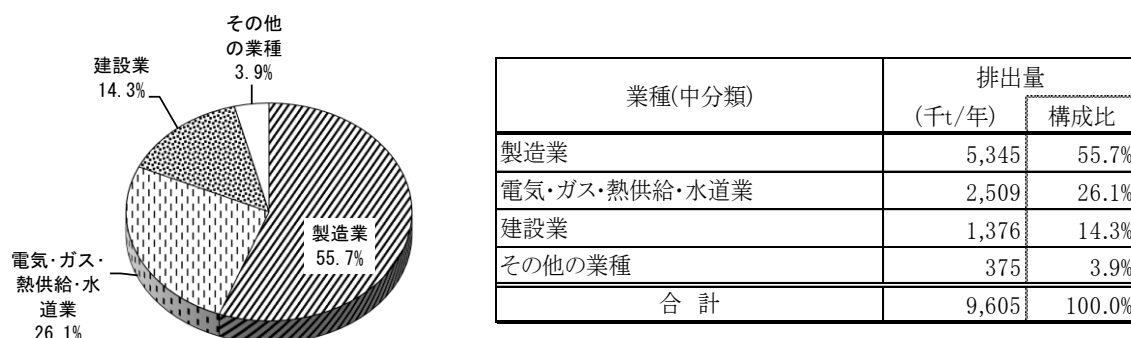 その他
の業種
3.9%
建設業
14.3%
製造業
55.7%
電気・ガス・
熱供給・水
道業
26.1%
業種(中分類) 排出量
(千t/年) 構成比
製造業 5,345 55.7%
電気・ガス・熱供給・水道業 2,509 26.1%
建設業 1,376 14.3%
その他の業種 375 3.9%
合 計 9,605 100.0%